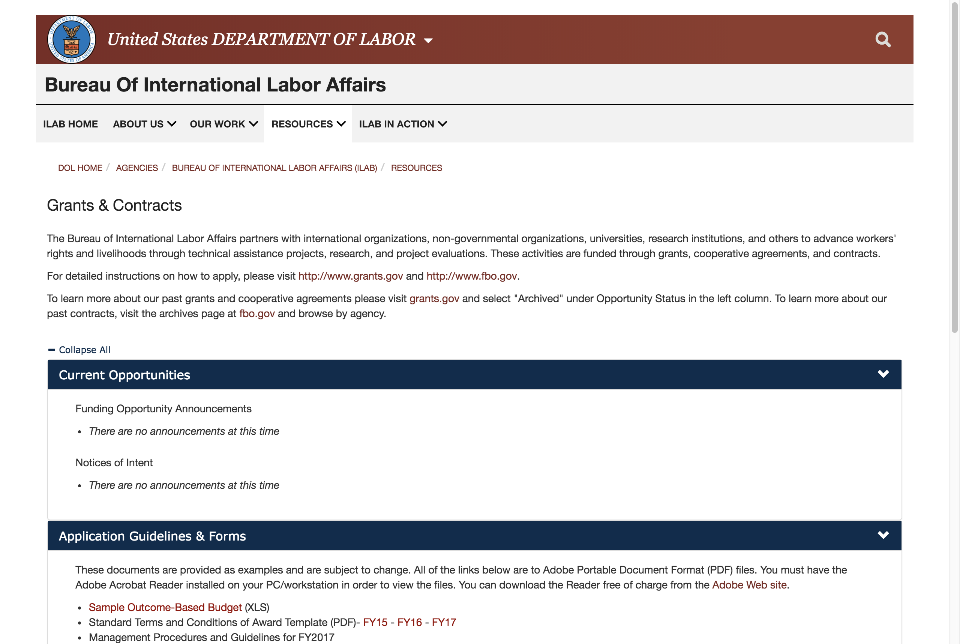 United States DEPARTMENT OF LABOR
Bureau Of International Labor Affairs
ILAB HOME ABOUT US OUR WORK RESOURCES ILAB IN ACTION
DOL HOME / AGENCIES / BUREAU OF INTERNATIONAL LABOR AFFAIRS (ILAB) / RESOURCES
Grants & Contracts
The Bureau of International Labor Affairs partners with international organizations, non-governmental organizations, universities, research institutions, and others to advance workers'
rights and livelihoods through technical assistance projects, research, and project evaluations. These activities are funded through grants, cooperative agreements, and contracts.
For detailed instructions on how to apply, please visit http://www.grants.gov and http://www.fbo.gov.
To learn more about our past grants and cooperative agreements please visit grants.gov and select "Archived" under Opportunity Status in the left column. To learn more about our
past contracts, visit the archives page at fbo.gov and browse by agency.
Collapse All
Current Opportunities
Funding Opportunity Announcements
• There are no announcements at this time
Notices of Intent
• There are no announcements at this time
Application Guidelines & Forms
These documents are provided as examples and are subject to change. All of the links below are to Adobe Portable Document Format (PDF) files. You must have the
Adobe Acrobat Reader installed on your PC/workstation in order to view the files. You can download the Reader free of charge from the Adobe Web site.
• Sample Outcome-Based Budget (XLS)
• Standard Terms and Conditions of Award Template (PDF)- FY15 - FY16 - FY17
• Management Procedures and Guidelines for FY2017